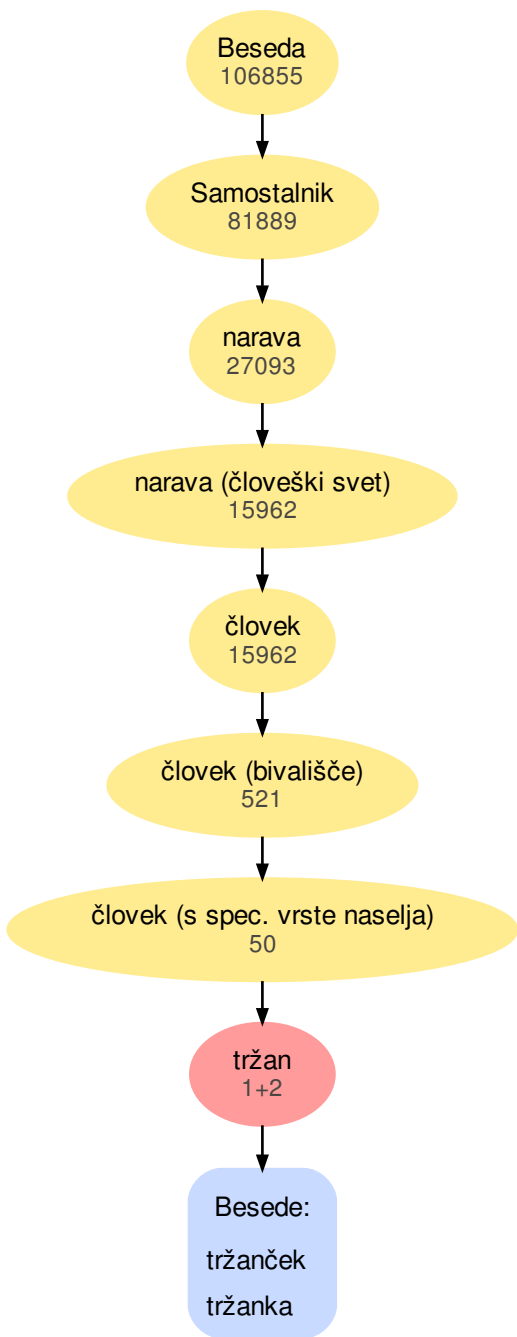 Beseda
106855
Samostalnik
81889
narava
27093
narava (človeški svet)
15962
človek
15962
človek (bivališče)
521
človek (s spec. vrste naselja)
50
tržan
1+2
Besede:
tržanček
tržanka